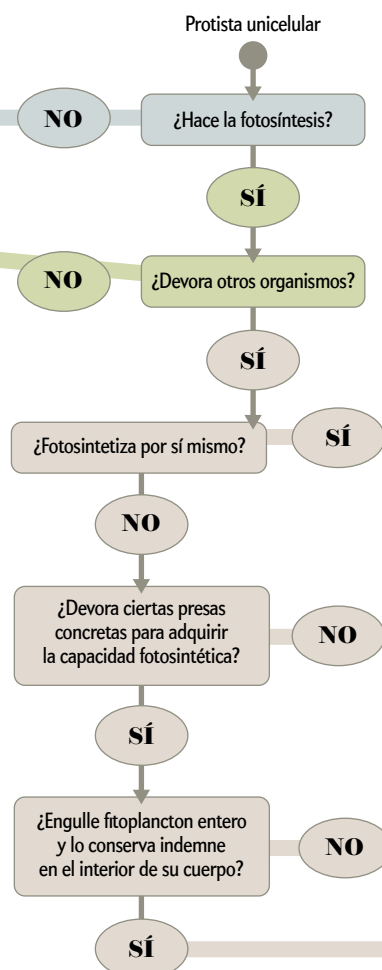 Protista unicelular
NO
¿Hace la fotosíntesis?
SÍ
NO
¿Devora otros organismos?
SÍ
¿Fotosintetiza por sí mismo?
SÍ
NO
¿Devora ciertas presas
concretas para adquirir
la capacidad fotosintética?
NO
SÍ
¿Engulle fitoplancton entero
y lo conserva indemne
en el interior de su cuerpo?
NO
SÍ